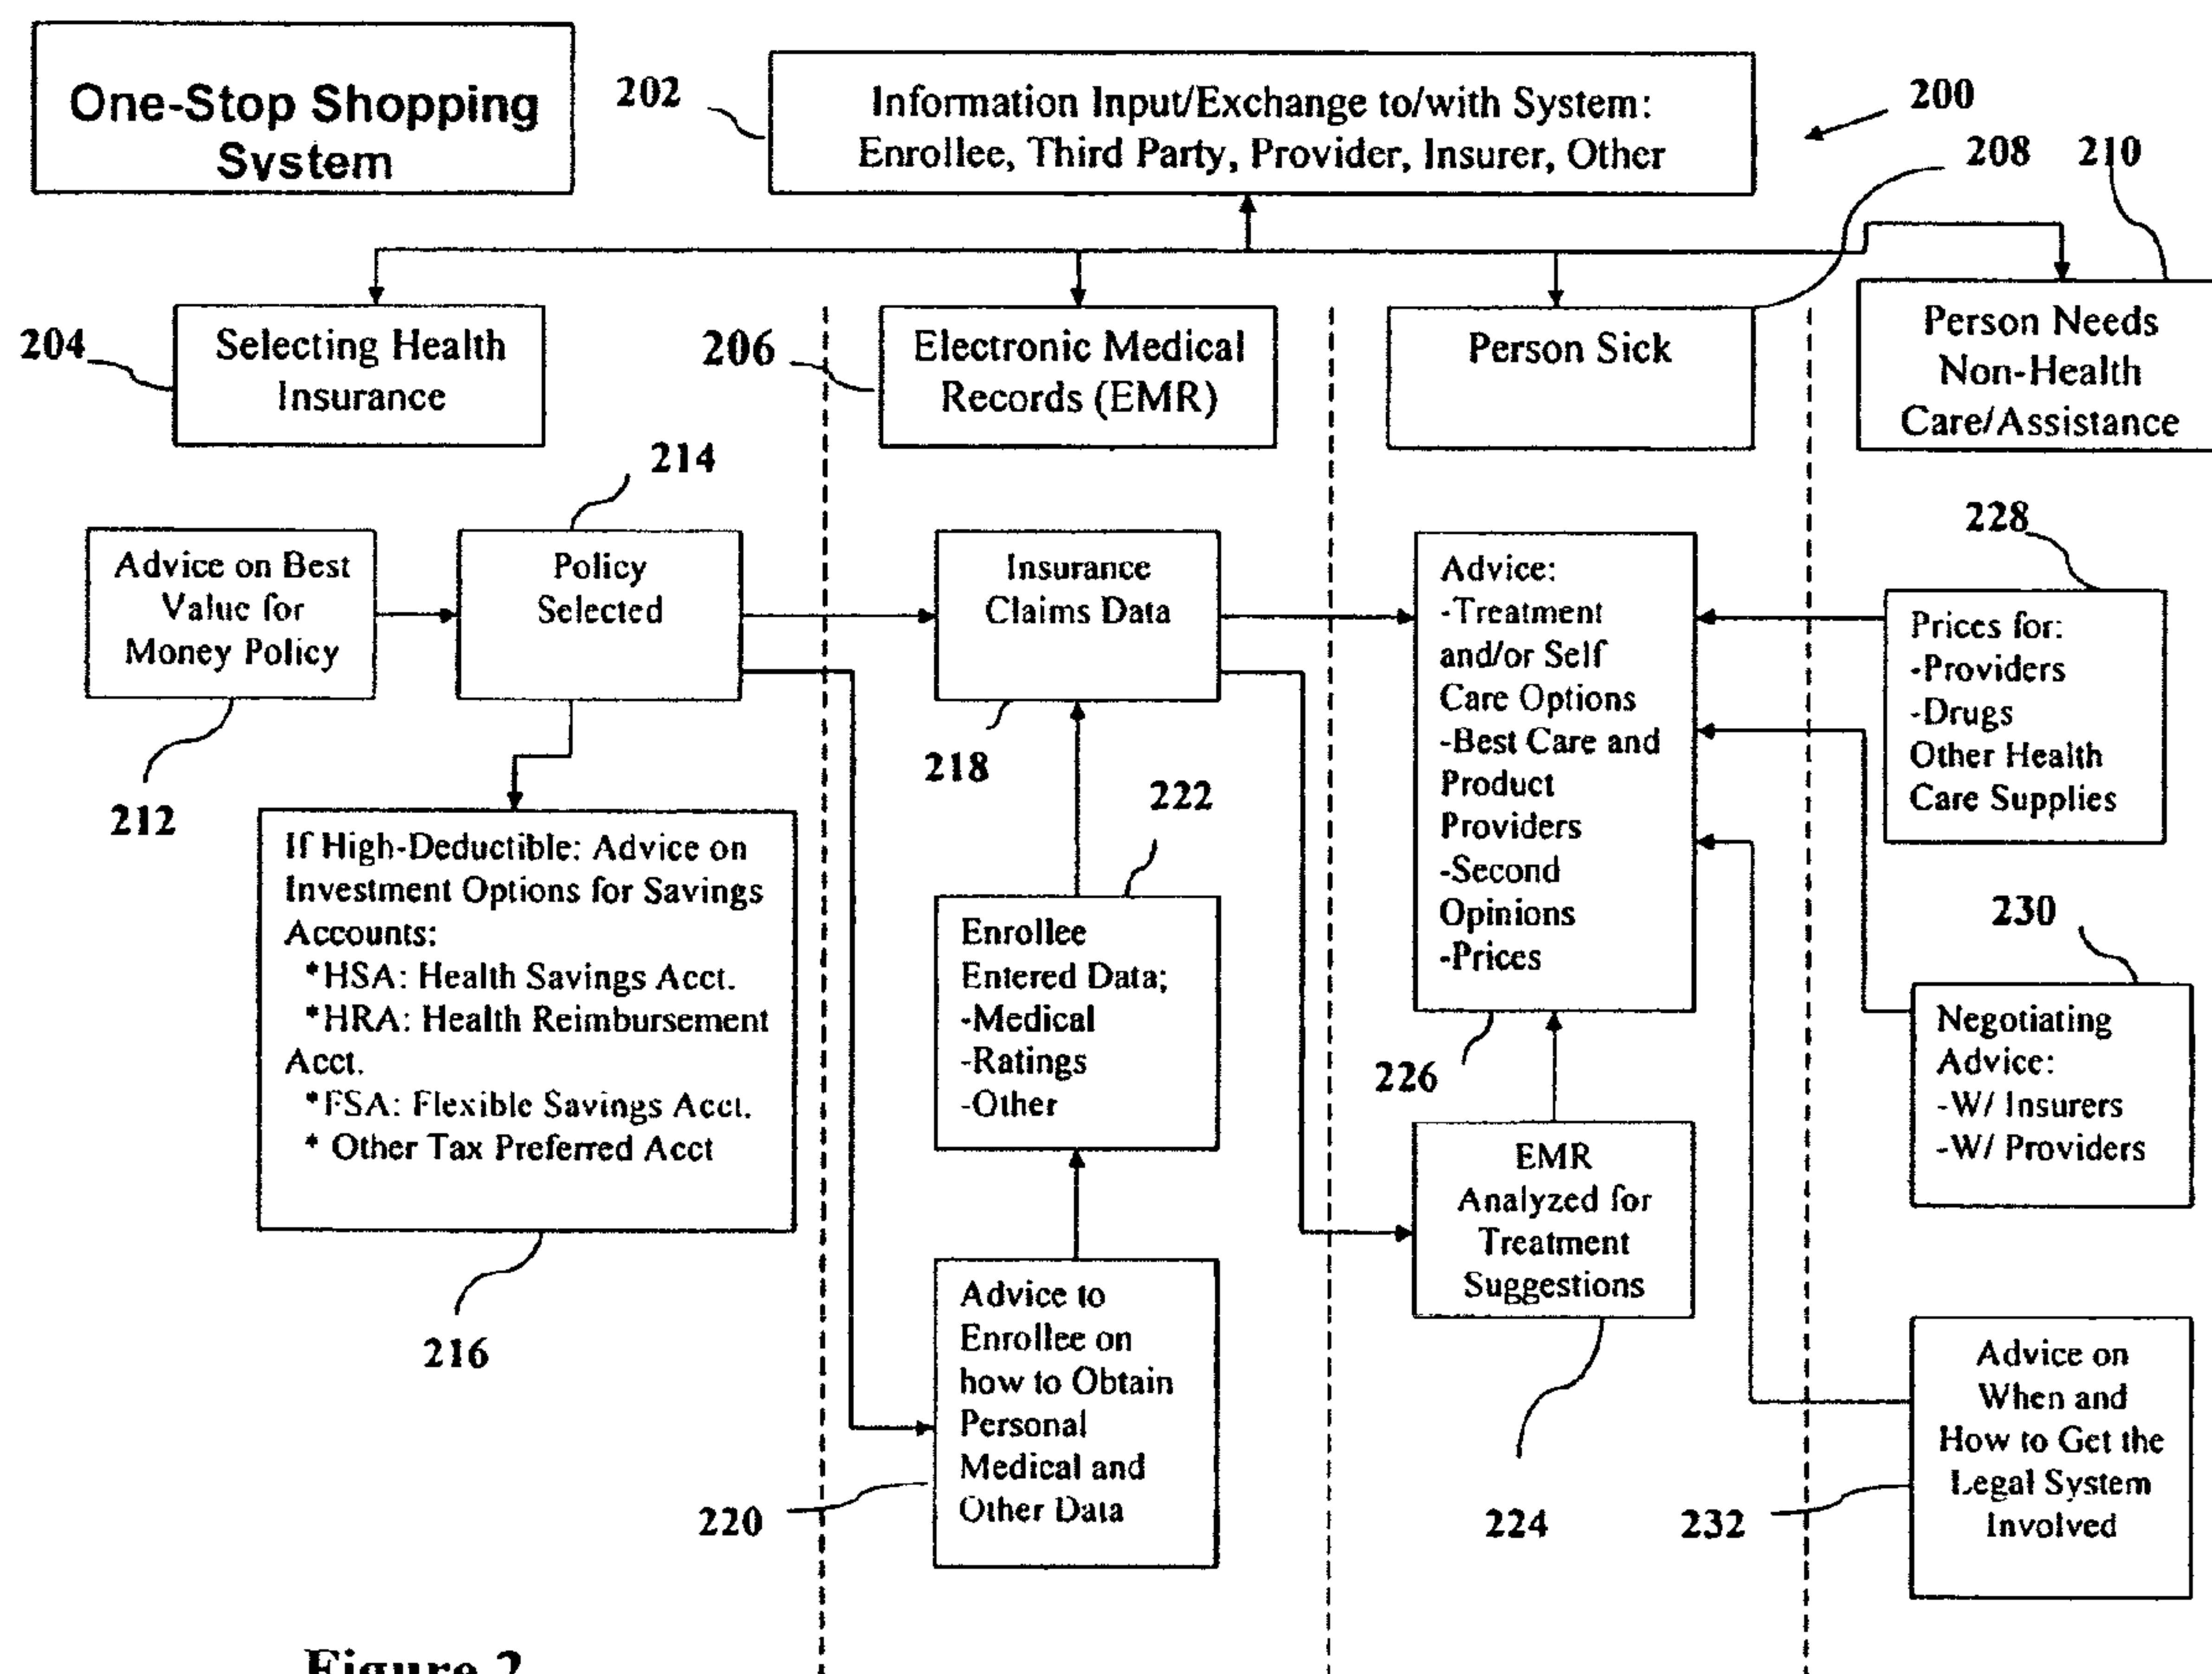 One-Stop Shopping
System
202
Information Input/Exchange to/with System:
Enrollee, Third Party, Provider, Insurer, Other
200
208
210
204
Selecting Health
Insurance
206
Electronic Medical
Records (EMR)
Person Sick
Person Needs
Non-Health
Care/Assistance
214
Advice on Best
Value for
Money Policy
212
Policy
Selected
If High-Deductible: Advice on
Investment Options for Savings
Accounts:
*HSA: Health Savings Acct.
*HRA: Health Reimbursement
Acct.
*FSA: Flexible Savings Acct.
* Other Tax Preferred Acct
216
Insurance
Claims Data
218
222
Enrollee
Entered Data;
-Medical
-Ratings
-Other
Advice to
Enrollee on
how to Obtain
Personal
Medical and
Other Data
220
Advice:
-Treatment
and/or Self
Care Options
-Best Care and
Product
Providers
-Second
Opinions
-Prices
226
EMR
Analyzed for
Treatment
Suggestions
224
228
Prices for:
-Providers
-Drugs
Other Health
Care Supplies
230
Negotiating
Advice:
-W/ Insurers
-W/ Providers
Advice on
When and
How to Get the
Legal System
Involved
232
Figure 2